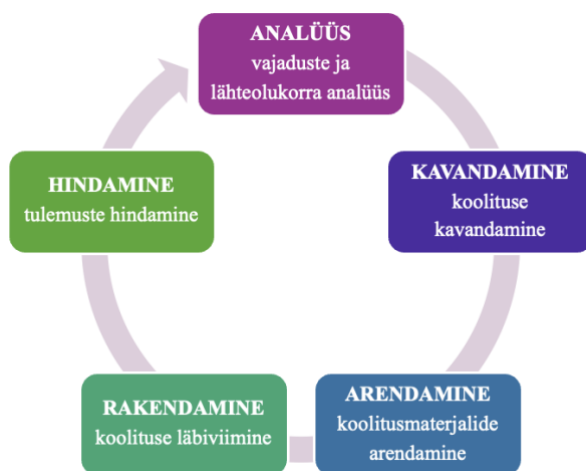 ANALÜÜS
vajaduste ja
lähteolukorra analüüs
KAVANDAMINE
koolituse
kavandamine
ARENDAMINE
koolitusmaterjalide
arendamine
RAKENDAMINE
koolituse läbiviimine
HINDAMINE
tulemuste hindamine